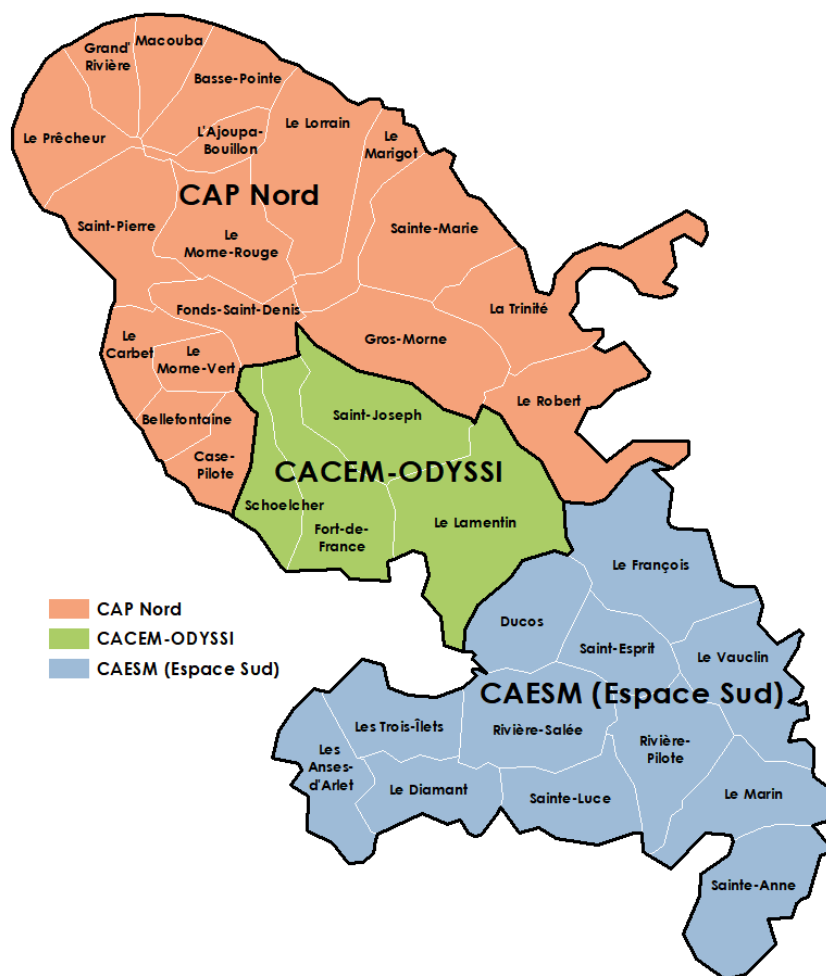 Macouba
Grand'
Rivière
Basse-Pointe
Le Lorrain
Le Prêcheur
L'Ajoupa-
Bouillon
Le
Marigot
CAP Nord
Saint-Pierre
Sainte-Marie
Le
Morne-Rouge
Fonds-Saint-Denis
La Trinité
Le
Carbet
Le
Morne-Vert
Gros-Morne
Le Robert
Bellefontaine
Saint-Joseph
Case-
Pilote
CACEM-ODYSSI
Schoelcher
Fort-de-
France
Le Lamentin
Le François
CAP Nord
CACEM-ODYSSI
CAESM (Espace Sud)
Ducos
Saint-Esprit
Le Vauclin
CAESM (Espace Sud)
Les Trois-Îlets
Rivière-Salée
Rivière-
Pilote
Les
Anses-
d'Arlet
Le Diamant
Sainte-Luce
Le Marin
Sainte-Anne